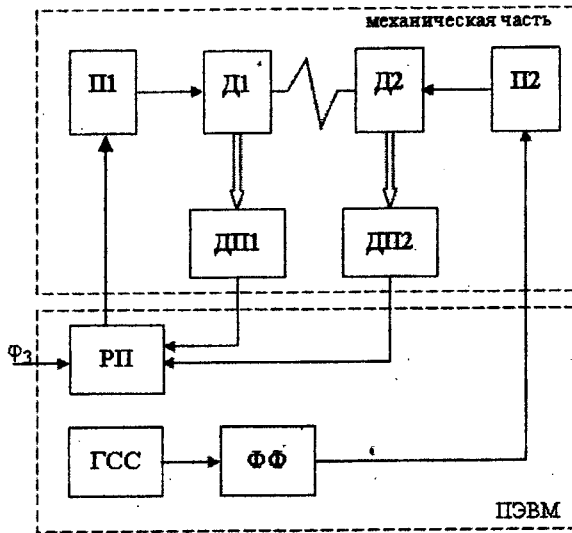 механическая часть
П1
Д1
Д2
П2
ДП1
ДП2
φз
РП
ГСС
ФФ
ПЭВМ